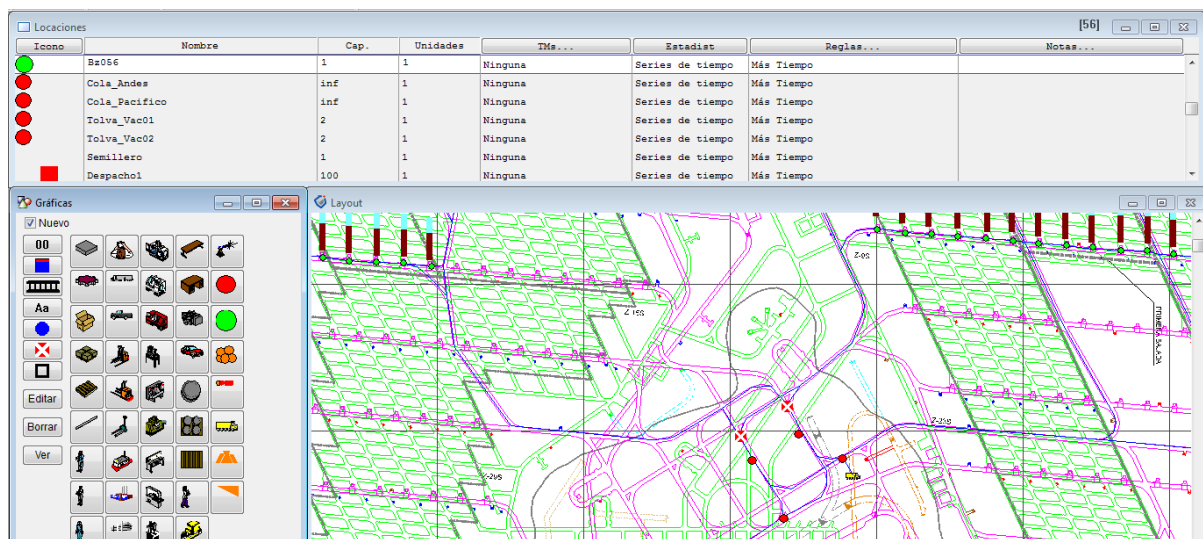 Locaciones [56]
Icono Nombre Cap. Unidades TMs... Estadist Reglas... Notas...
Bz056 1 1 Ninguna Series de tiempo Más Tiempo
Cola_Andes inf 1 Ninguna Series de tiempo Más Tiempo
Cola_Pacifico inf 1 Ninguna Series de tiempo Más Tiempo
Tolva_Vac01 2 1 Ninguna Series de tiempo Más Tiempo
Tolva_Vac02 2 1 Ninguna Series de tiempo Más Tiempo
Semillero 1 1 Ninguna Series de tiempo Más Tiempo
Despacho1 100 1 Ninguna Series de tiempo Más Tiempo
Gráficas
Nuevo
00
Aa
Editar
Borrar
Ver
Layout
Z-15S
Z-25S